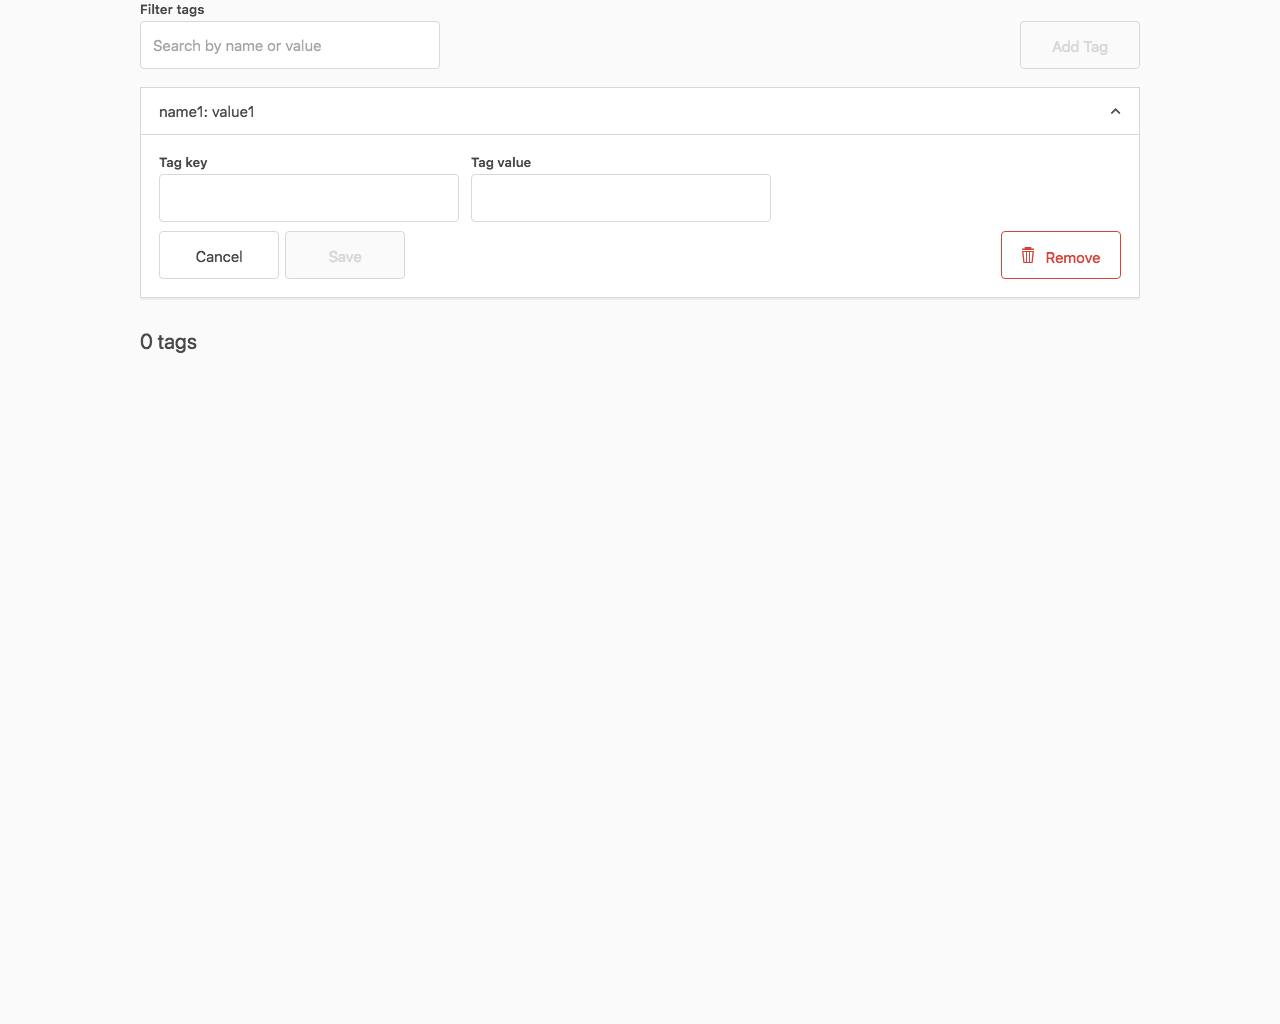 Filter tags
Search by name or value
Add Tag
name1: value1
Tag key
Tag value
Cancel
Save
Remove
0 tags